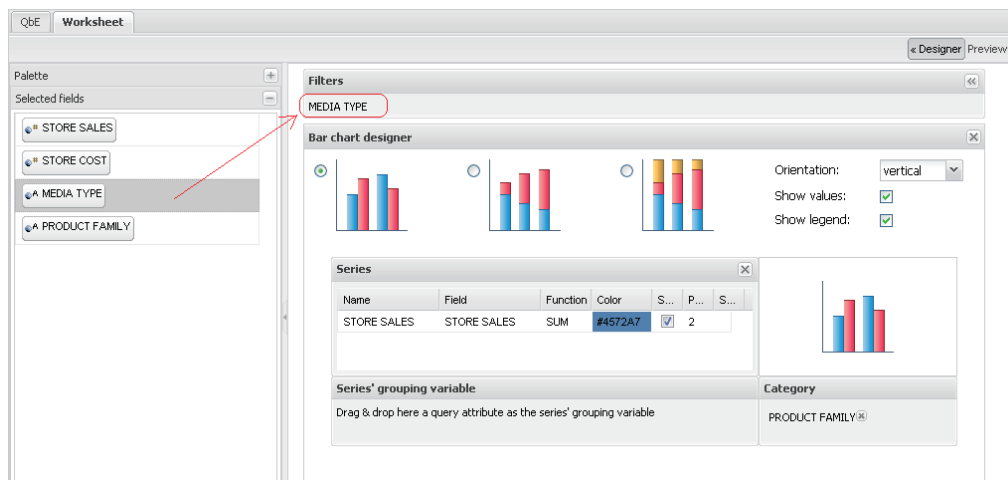 QbE Worksheet
« Designer Preview
Palette
Selected fields
STORE SALES
STORE COST
A MEDIA TYPE
A PRODUCT FAMILY
Filters
MEDIA TYPE
Bar chart designer
Orientation: vertical
Show values:
Show legend:
Series
Name Field Function Color S... P... S...
STORE SALES STORE SALES SUM #4572A7 2
Series' grouping variable
Drag & drop here a query attribute as the series' grouping variable
Category
PRODUCT FAMILY